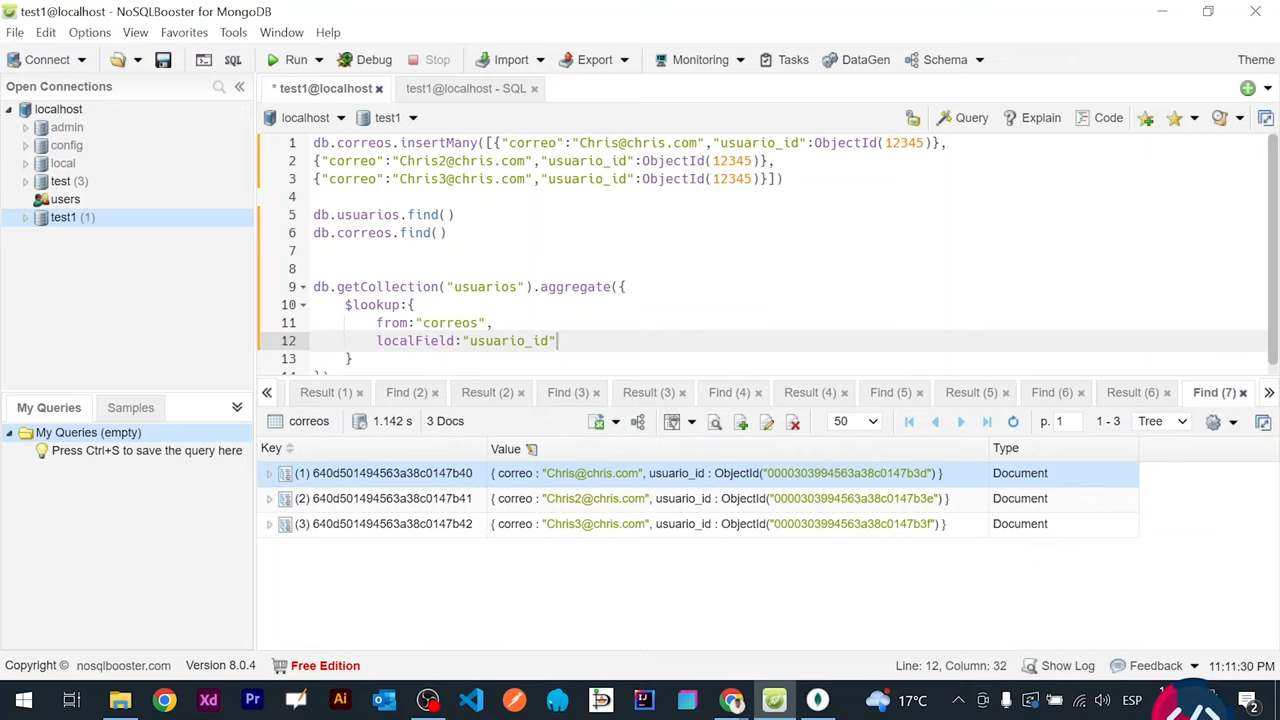 test1@localhost - NoSQLBooster for MongoDB
File Edit Options View Favorites Tools Window Help
Connect SQL Run Debug Stop Import Export Monitoring Tasks DataGen Schema Theme
Open Connections
* test1@localhost
test1@localhost - SQL
localhost
admin
config
local
test (3)
users
test1 (1)
localhost test1 Query Explain Code
1 db.correos.insertMany([{"correo":"Chris@chris.com","usuario_id":ObjectId(12345)},
2 {"correo":"Chris2@chris.com","usuario_id":ObjectId(12345)},
3 {"correo":"Chris3@chris.com","usuario_id":ObjectId(12345)}])
4
5 db.usuarios.find()
6 db.correos.find()
7
8
9 db.getCollection("usuarios").aggregate({
10 $lookup:{
11 from:"correos",
12 localField:"usuario_id"
13 }
My Queries Samples
My Queries (empty)
Press Ctrl+S to save the query here
Result (1) Find (2) Result (2) Find (3) Result (3) Find (4) Result (4) Find (5) Result (5) Find (6) Result (6) Find (7)
correos 1.142 s 3 Docs 50 p. 1 1 - 3 Tree
Key Value Type
(1) 640d501494563a38c0147b40 { correo : "Chris@chris.com", usuario_id : ObjectId("0000303994563a38c0147b3d") } Document
(2) 640d501494563a38c0147b41 { correo : "Chris2@chris.com", usuario_id : ObjectId("0000303994563a38c0147b3e") } Document
(3) 640d501494563a38c0147b42 { correo : "Chris3@chris.com", usuario_id : ObjectId("0000303994563a38c0147b3f") } Document
Copyright © nosqlbooster.com Version 8.0.4 Free Edition Line: 12, Column: 32 Show Log Feedback 11:11:30 PM
Xd Pr Ai 17°C ESP 2